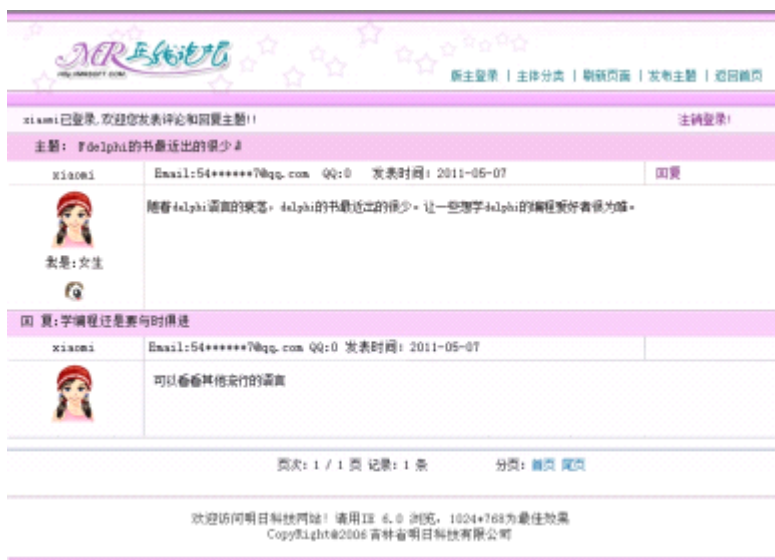 MR
http://MRSOFT.COM
版主登录 | 主体分类 | 刷新页面 | 发布主题 | 返回首页
xiaomi已登录,欢迎您发表评论和回复主题!!
注销登录!
主题: 『delphi的书最近出的很少』
xiaomi
Email:54******7@qq.com QQ:0 发表时间: 2011-05-07
回复
随着delphi语言的衰落，delphi的书最近出的很少。让一些想学delphi的编程爱好者很为难。
我是:女生
回 复:学编程还是要与时俱进
xiaomi
Email:54******7@qq.com QQ:0 发表时间: 2011-05-07
可以看看其他流行的语言
页次: 1 / 1 页 记录: 1 条
分页: 首页 尾页
欢迎访问明日科技网站! 请用IE 6.0 浏览，1024*768为最佳效果
CopyRight@2006 吉林省明日科技有限公司